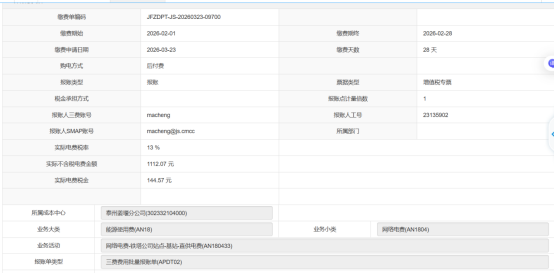 缴费单编码 JFZDPT-JS-20260323-09700
缴费期始 2026-02-01 缴费期终 2026-02-28
缴费申请日期 2026-03-23 缴费天数 28 天
购电方式 后付费
报账类型 报账 票据类型 增值税专票
税金承担方式 报账点计量倍数 1
报账人三费账号 macheng 报账人工号 23135902
报账人SMAP账号 macheng@js.cmcc 所属部门
实际电费税率 13 %
实际不含税电费金额 1112.07 元
实际电费税金 144.57 元
所属成本中心 泰州姜堰分公司(302332104000)
业务大类 能源使用费(AN18) 业务小类 网络电费(AN1804)
业务活动 网络电费-铁塔公司站点-基站-直供电费(AN180433)
报账单类型 三费费用批量报账单(APDT02)